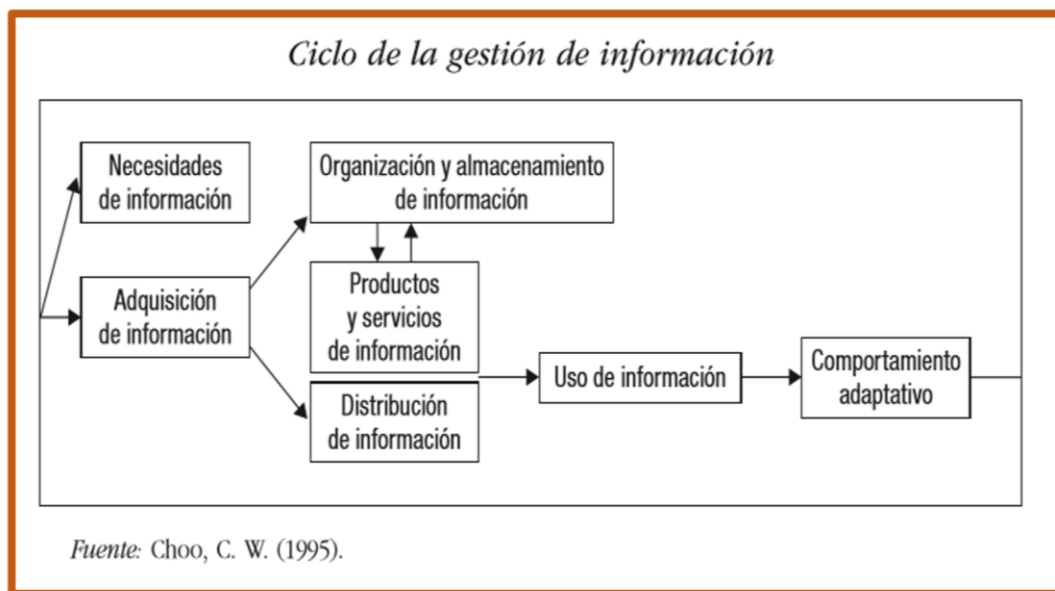 Ciclo de la gestión de información
Necesidades
de información
Organización y almacenamiento
de información
Adquisición
de información
Productos
y servicios
de información
Distribución
de información
Uso de información
Comportamiento
adaptativo
Fuente: Choo, C. W. (1995).